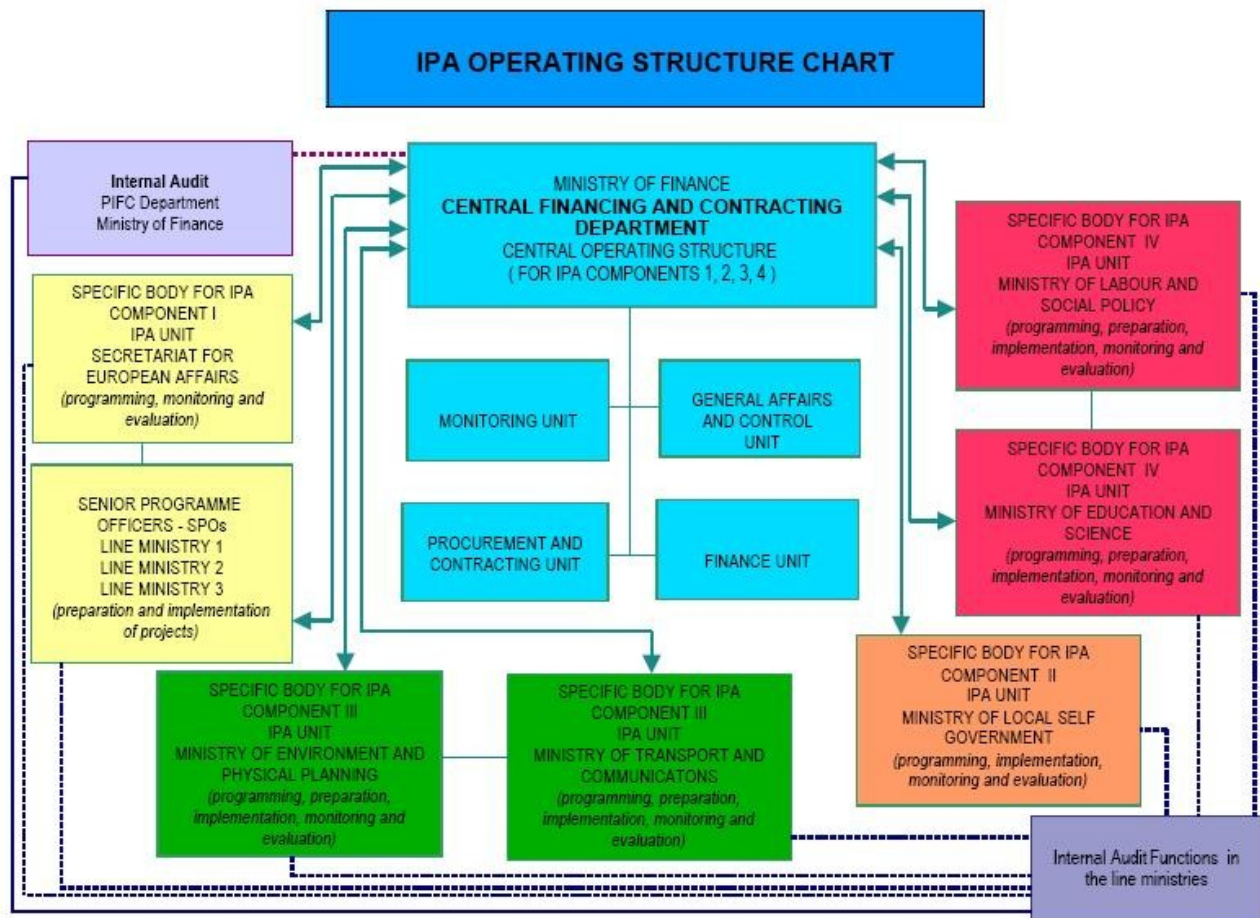 IPA OPERATING STRUCTURE CHART
Internal Audit
PIFC Department
Ministry of Finance
MINISTRY OF FINANCE
CENTRAL FINANCING AND CONTRACTING
DEPARTMENT
CENTRAL OPERATING STRUCTURE
( FOR IPA COMPONENTS 1, 2, 3, 4 )
SPECIFIC BODY FOR IPA
COMPONENT I
IPA UNIT
SECRETARIAT FOR
EUROPEAN AFFAIRS
(programming, monitoring and
evaluation)
SENIOR PROGRAMME
OFFICERS - SPOs
LINE MINISTRY 1
LINE MINISTRY 2
LINE MINISTRY 3
(preparation and implementation
of projects)
MONITORING UNIT
GENERAL AFFAIRS
AND CONTROL
UNIT
PROCUREMENT AND
CONTRACTING UNIT
FINANCE UNIT
SPECIFIC BODY FOR IPA
COMPONENT IV
IPA UNIT
MINISTRY OF LABOUR AND
SOCIAL POLICY
(programming, preparation,
implementation, monitoring and
evaluation)
SPECIFIC BODY FOR IPA
COMPONENT IV
IPA UNIT
MINISTRY OF EDUCATION AND
SCIENCE
(programming, preparation,
implementation, monitoring and
evaluation)
SPECIFIC BODY FOR IPA
COMPONENT III
IPA UNIT
MINISTRY OF ENVIRONMENT AND
PHYSICAL PLANNING
(programming, preparation,
implementation, monitoring and
evaluation)
SPECIFIC BODY FOR IPA
COMPONENT III
IPA UNIT
MINISTRY OF TRANSPORT AND
COMMUNICATONS
(programming, preparation,
implementation, monitoring and
evaluation)
SPECIFIC BODY FOR IPA
COMPONENT II
IPA UNIT
MINISTRY OF LOCAL SELF
GOVERNMENT
(programming, implementation,
monitoring and evaluation)
Internal Audit Functions in
the line ministries